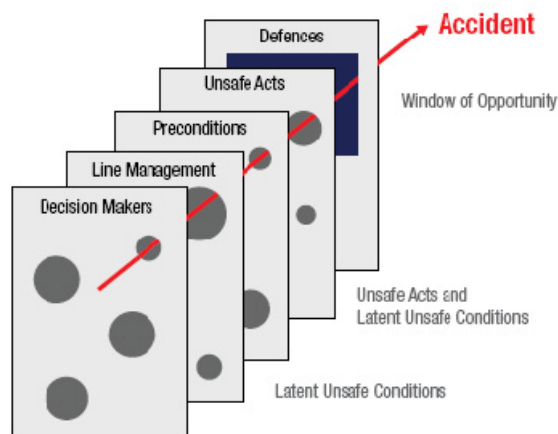 Accident
Defences
Window of Opportunity
Unsafe Acts
Preconditions
Line Management
Decision Makers
Unsafe Acts and
Latent Unsafe Conditions
Latent Unsafe Conditions